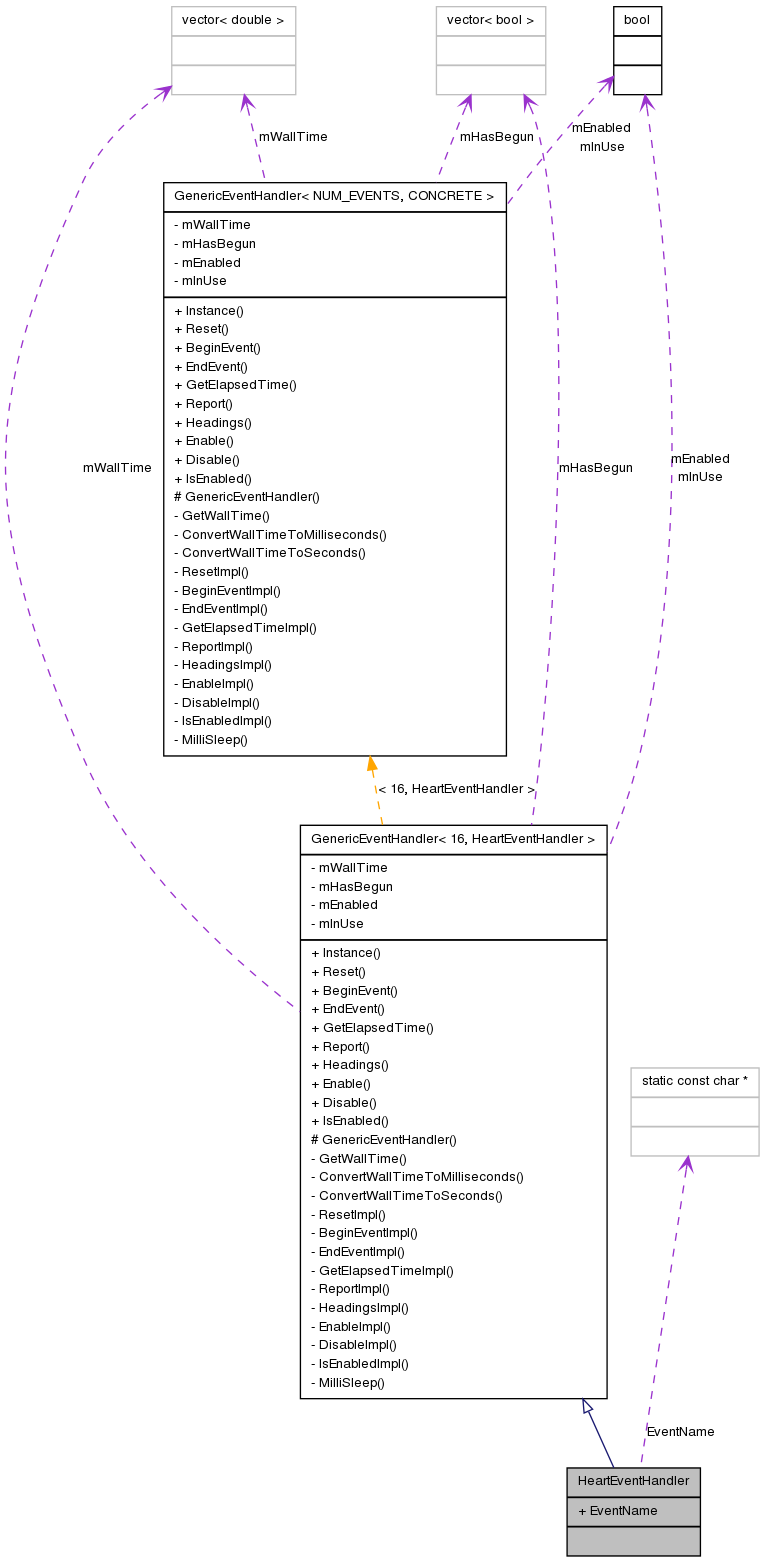 vector< double >
vector< bool >
bool
mWallTime
mHasBegun
mEnabled
mInUse
GenericEventHandler< NUM_EVENTS, CONCRETE >
- mWallTime
- mHasBegun
- mEnabled
- mInUse
+ Instance()
+ Reset()
+ BeginEvent()
+ EndEvent()
+ GetElapsedTime()
+ Report()
+ Headings()
+ Enable()
+ Disable()
+ IsEnabled()
# GenericEventHandler()
- GetWallTime()
- ConvertWallTimeToMilliseconds()
- ConvertWallTimeToSeconds()
- ResetImpl()
- BeginEventImpl()
- EndEventImpl()
- GetElapsedTimeImpl()
- ReportImpl()
- HeadingsImpl()
- EnableImpl()
- DisableImpl()
- IsEnabledImpl()
- MilliSleep()
mWallTime
mHasBegun
mEnabled
mInUse
< 16, HeartEventHandler >
GenericEventHandler< 16, HeartEventHandler >
- mWallTime
- mHasBegun
- mEnabled
- mInUse
+ Instance()
+ Reset()
+ BeginEvent()
+ EndEvent()
+ GetElapsedTime()
+ Report()
+ Headings()
+ Enable()
+ Disable()
+ IsEnabled()
# GenericEventHandler()
- GetWallTime()
- ConvertWallTimeToMilliseconds()
- ConvertWallTimeToSeconds()
- ResetImpl()
- BeginEventImpl()
- EndEventImpl()
- GetElapsedTimeImpl()
- ReportImpl()
- HeadingsImpl()
- EnableImpl()
- DisableImpl()
- IsEnabledImpl()
- MilliSleep()
static const char *
EventName
HeartEventHandler
+ EventName